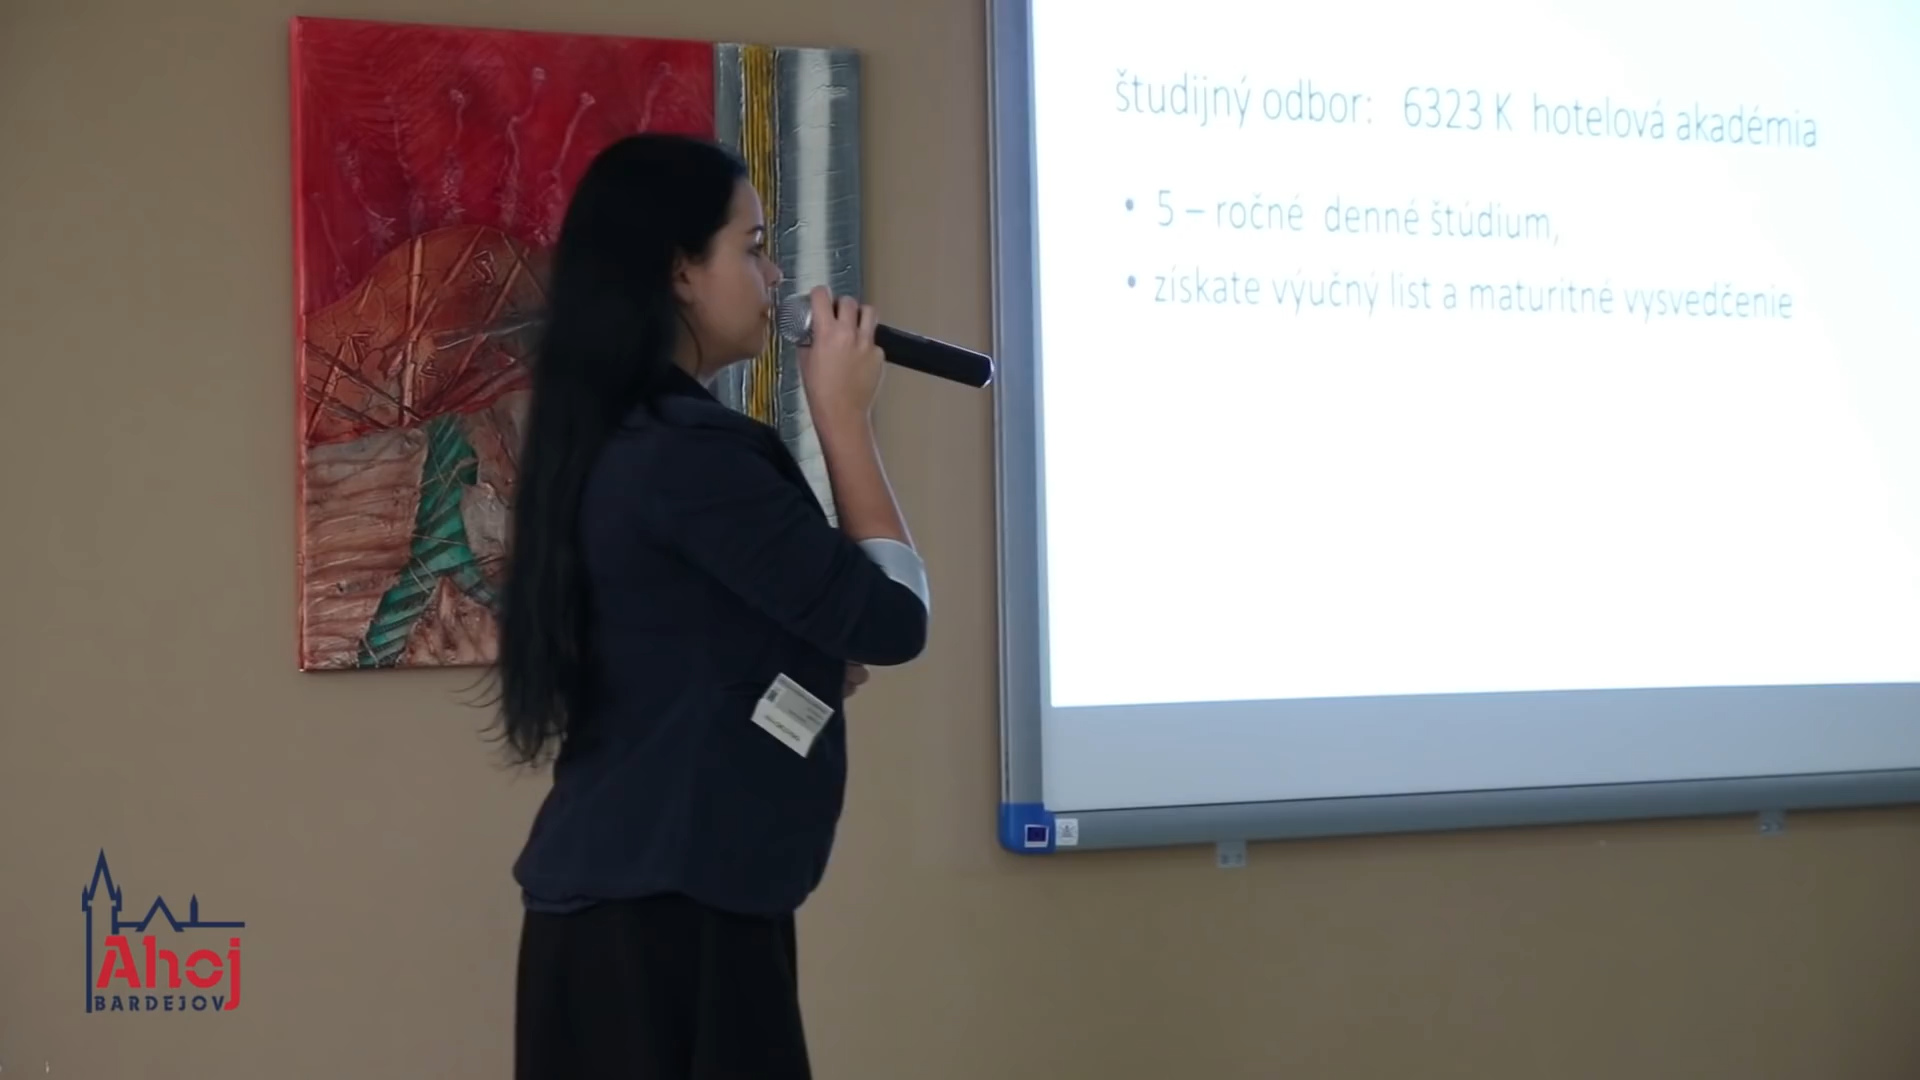 študijný odbor: 6323 K hotelová akadémia
• 5 – ročné denné štúdium,
• získate výučný list a maturitné vysvedčenie
Ahoj
BARDEJOV